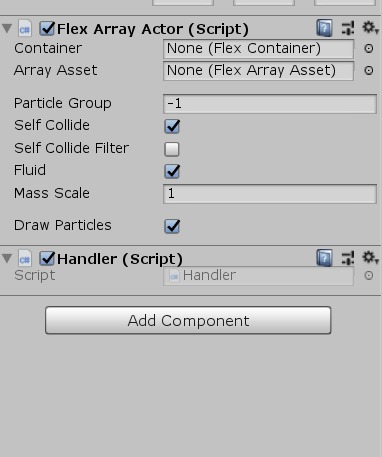 Flex Array Actor (Script)
Container None (Flex Container)
Array Asset None (Flex Array Asset)
Particle Group -1
Self Collide
Self Collide Filter
Fluid
Mass Scale 1
Draw Particles
Handler (Script)
Script Handler
Add Component